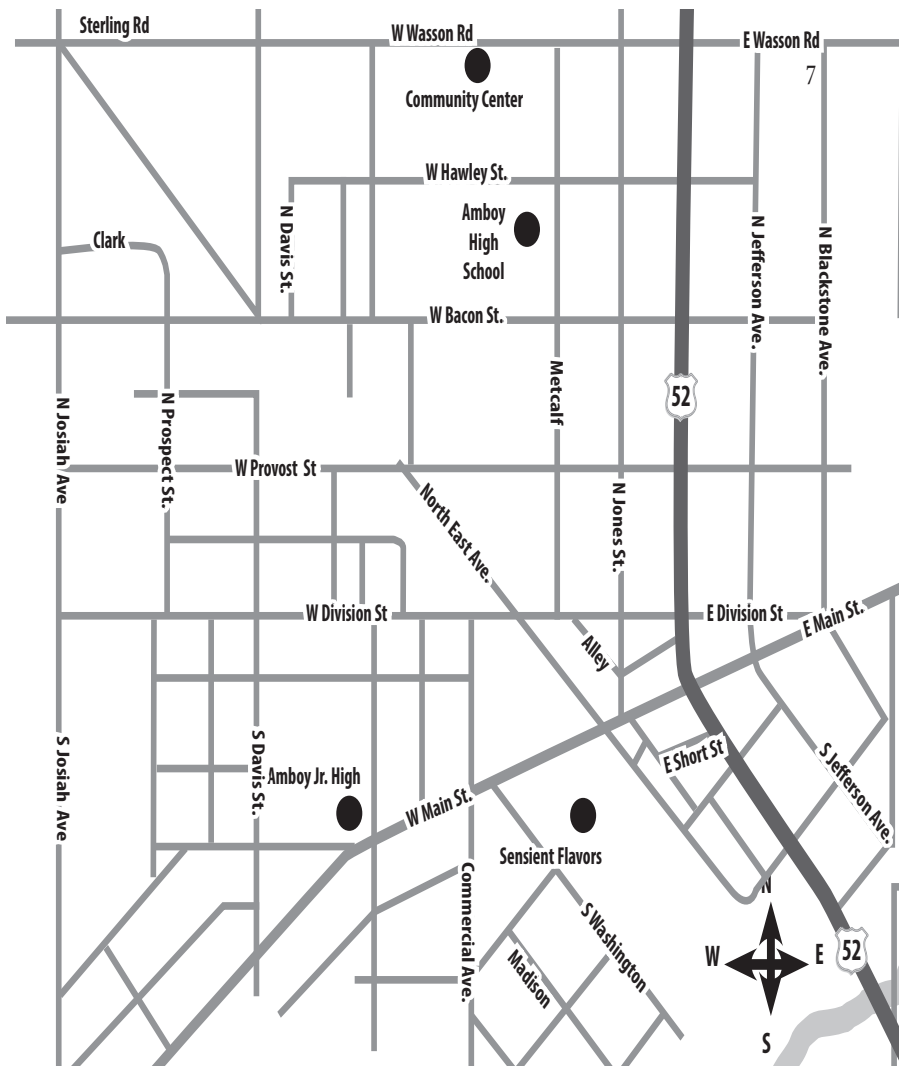 Sterling Rd
W Wasson Rd
E Wasson Rd
7
Community Center
W Hawley St.
Amboy
High
School
N Davis St.
Clark
N Jefferson Ave.
N Blackstone Ave.
W Bacon St.
Metcalf
52
N Josiah Ave
N Prospect St.
W Provost St
North East Ave.
N Jones St.
W Division St
E Division St
E Main St.
Alley
S Josiah Ave
S Davis St.
Amboy Jr. High
W Main St.
E Short St
S Jefferson Ave.
Sensient Flavors
Commercial Ave.
S Washington
Madison
N
W
E
52
S